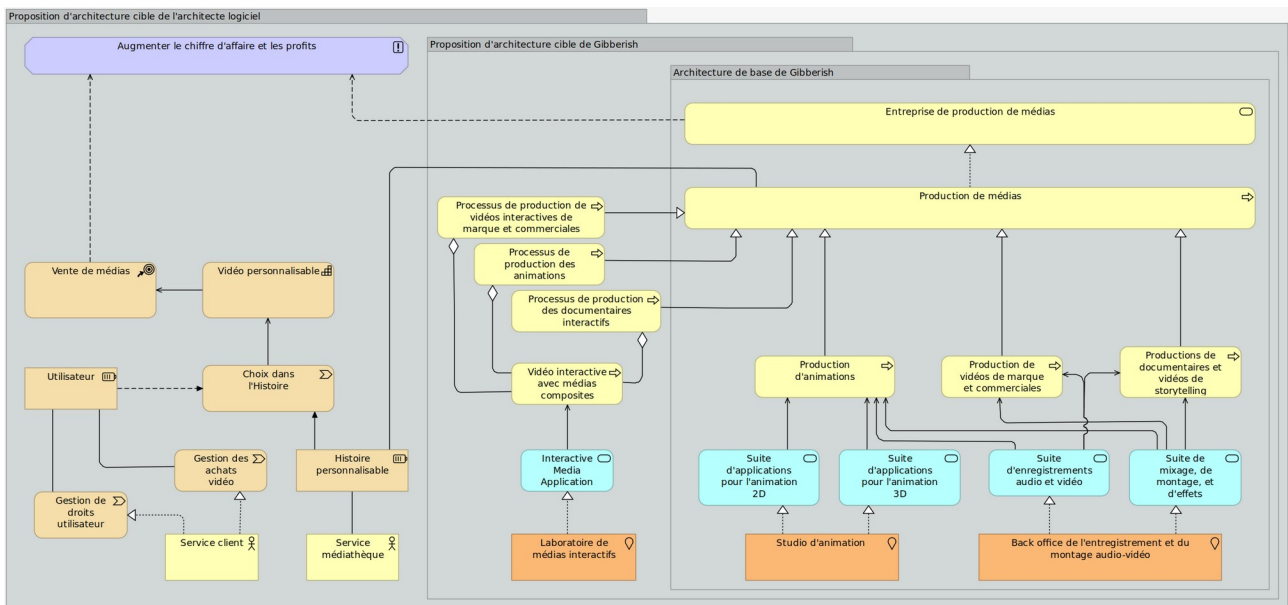 Proposition d'architecture cible de l'architecte logiciel
Augmenter le chiffre d'affaire et les profits
Proposition d'architecture cible de Gibberish
Architecture de base de Gibberish
Entreprise de production de médias
Production de médias
Processus de production de
vidéos interactives de
marque et commerciales
Processus de
production des
animations
Processus de production
des documentaires
interactifs
Vente de médias
Vidéo personnalisable
Utilisateur
Choix dans
l'Histoire
Vidéo interactive
avec médias
composites
Production
d'animations
Production de
vidéos de marque
et commerciales
Productions de
documentaires et
vidéos de
storytelling
Gestion des
achats
vidéo
Histoire
personnalisable
Interactive
Media
Application
Suite
d'applications
pour l'animation
2D
Suite
d'applications
pour l'animation
3D
Suite
d'enregistrements
audio et vidéo
Suite de
mixage, de
montage, et
d'effets
Gestion de
droits
utilisateur
Service client
Service
médiathèque
Laboratoire de
médias interactifs
Studio d'animation
Back office de l'entregistrement et du
montage audio-vidéo